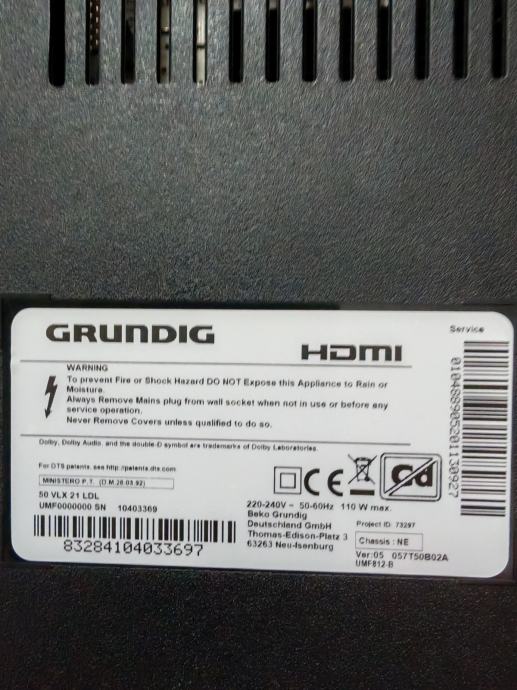 GRUNDIG
HDMI
Service
WARNING
To prevent Fire or Shock Hazard DO NOT Expose this Appliance to Rain or
Moisture.
Always Remove Mains plug from wall socket when not in use or before any
service operation.
Never Remove Covers unless qualified to do so.
Dolby, Dolby Audio, and the double-D symbol are trademarks of Dolby Laboratories.
For DTS patents, see http://patents.dts.com
MINISTERO P.T. (D.M.26.03.92)
50 VLX 21 LDL
UMF0000000 SN 10403369
83284104033697
CE
Cd
220-240V ~ 50-60Hz 110 W max.
Beko Grundig
Deutschland GmbH
Thomas-Edison-Platz 3
63263 Neu-Isenburg
Project ID: 73297
Chassis : NE
Ver:05 057T50B02A
UMF812-B